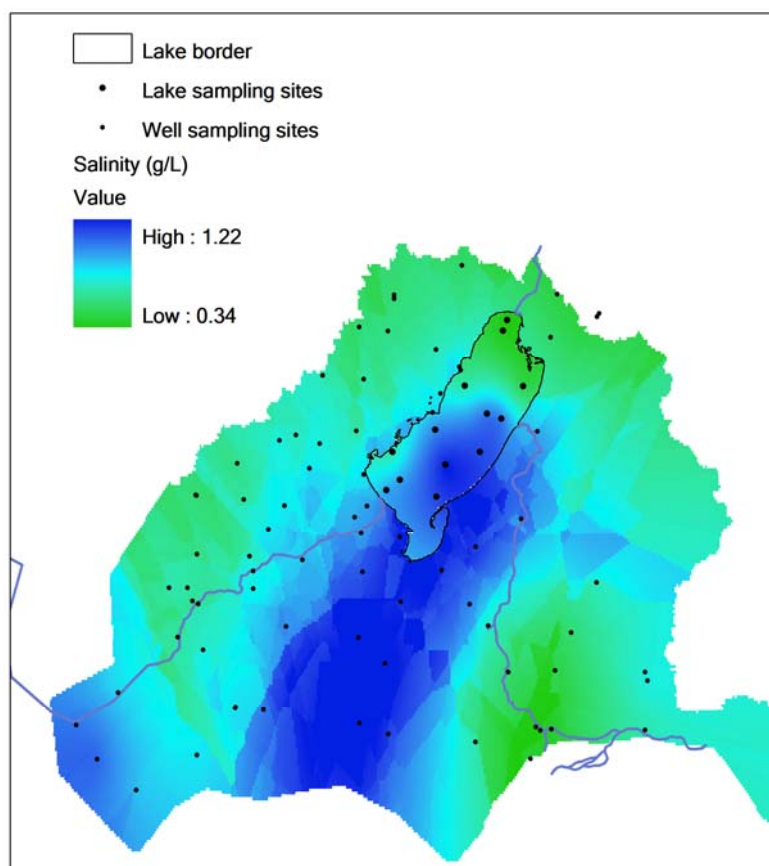 Lake border
Lake sampling sites
Well sampling sites
Salinity (g/L)
Value
High : 1.22
Low : 0.34